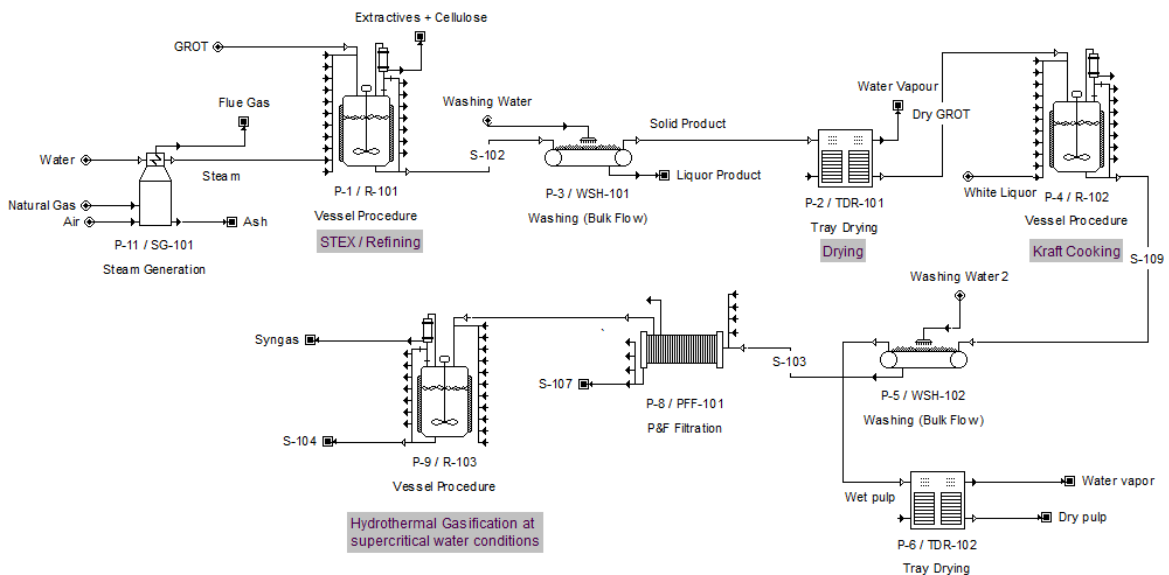 Extractives + Cellulose
GROT
Flue Gas
Water
Steam
Natural Gas
Air
Ash
P-11 / SG-101
Steam Generation
P-1 / R-101
Vessel Procedure
STEX / Refining
Washing Water
S-102
Solid Product
Liquor Product
P-3 / WSH-101
Washing (Bulk Flow)
Water Vapour
Dry GROT
P-2 / TDR-101
Tray Drying
Drying
White Liquor
P-4 / R-102
Vessel Procedure
Kraft Cooking
S-109
Washing Water 2
P-5 / WSH-102
Washing (Bulk Flow)
S-103
P-8 / PFF-101
P&F Filtration
S-107
Syngas
S-104
P-9 / R-103
Vessel Procedure
Hydrothermal Gasification at
supercritical water conditions
Wet pulp
Water vapor
Dry pulp
P-6 / TDR-102
Tray Drying